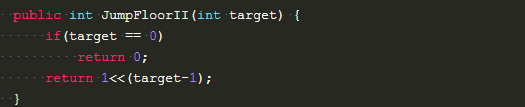 public int JumpFloorII(int target) {
if(target == 0)
return 0;
return 1<<(target-1);
}